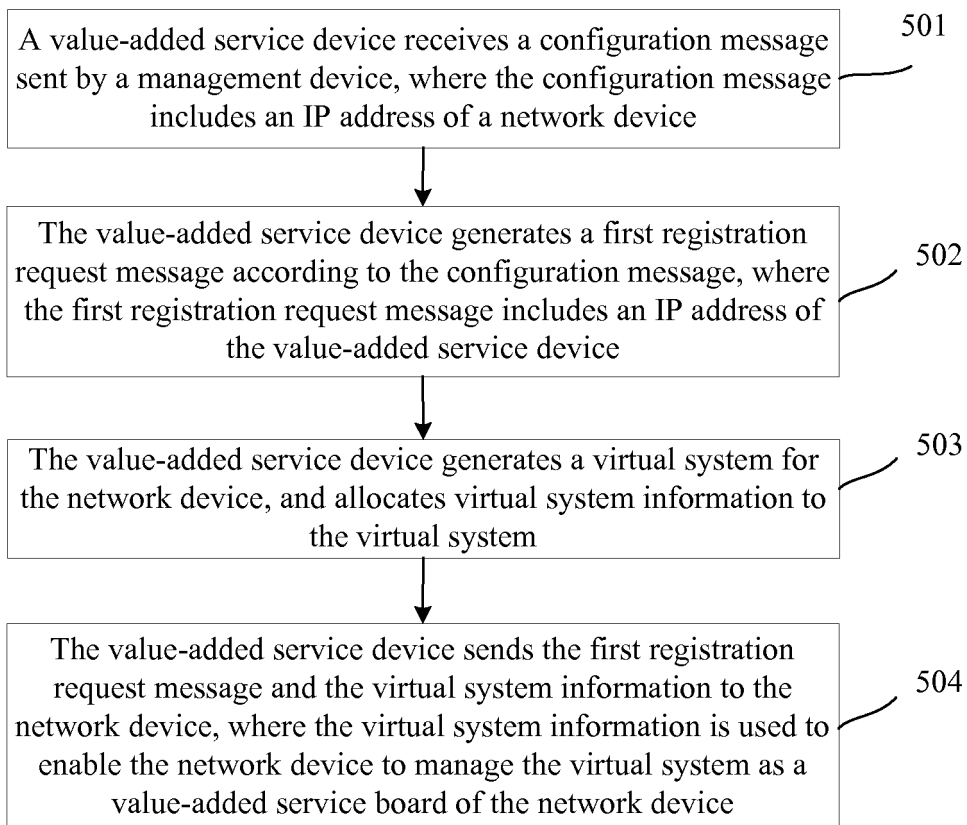 A value-added service device receives a configuration message
sent by a management device, where the configuration message
includes an IP address of a network device
501
The value-added service device generates a first registration
request message according to the configuration message, where
the first registration request message includes an IP address of
the value-added service device
502
The value-added service device generates a virtual system for
the network device, and allocates virtual system information to
the virtual system
503
The value-added service device sends the first registration
request message and the virtual system information to the
network device, where the virtual system information is used to
enable the network device to manage the virtual system as a
value-added service board of the network device
504